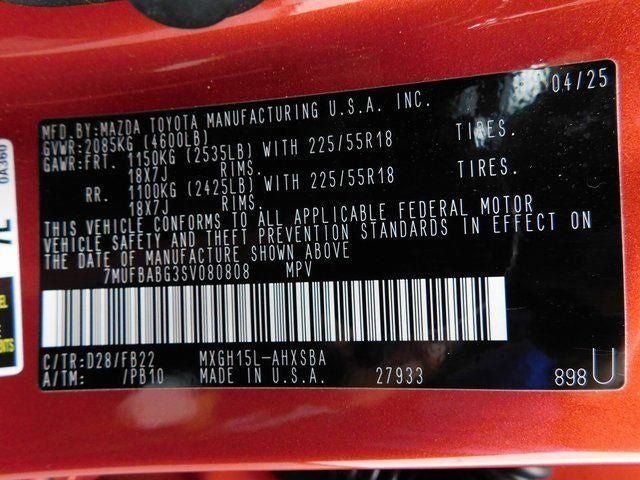 04/25
MFD.BY:MAZDA TOYOTA MANUFACTURING U.S.A. INC.
GVWR:2085KG (4600LB)
GAWR:FRT. 1150KG (2535LB) WITH 225/55R18 TIRES.
18X7J RIMS.
RR. 1100KG (2425LB) WITH 225/55R18 TIRES.
18X7J RIMS.
THIS VEHICLE CONFORMS TO ALL APPLICABLE FEDERAL MOTOR
VEHICLE SAFETY AND THEFT PREVENTION STANDARDS IN EFFECT ON
THE DATE OF MANUFACTURE SHOWN ABOVE
7MUFBABG3SV080808 MPV
C/TR:D28/FB22 MXGH15L-AHXSBA
A/TM: /PB10 MADE IN U.S.A. 27933 898 U
0A360